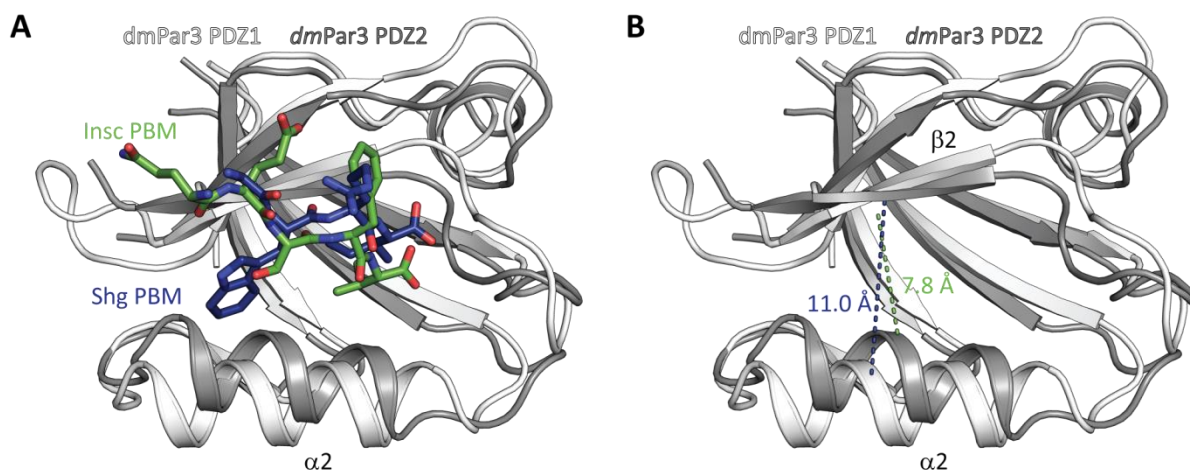 A
dmPar3 PDZ1 dmPar3 PDZ2
Insc PBM
Shg PBM
α2
B
dmPar3 PDZ1 dmPar3 PDZ2
β2
7.8 Å
11.0 Å
α2